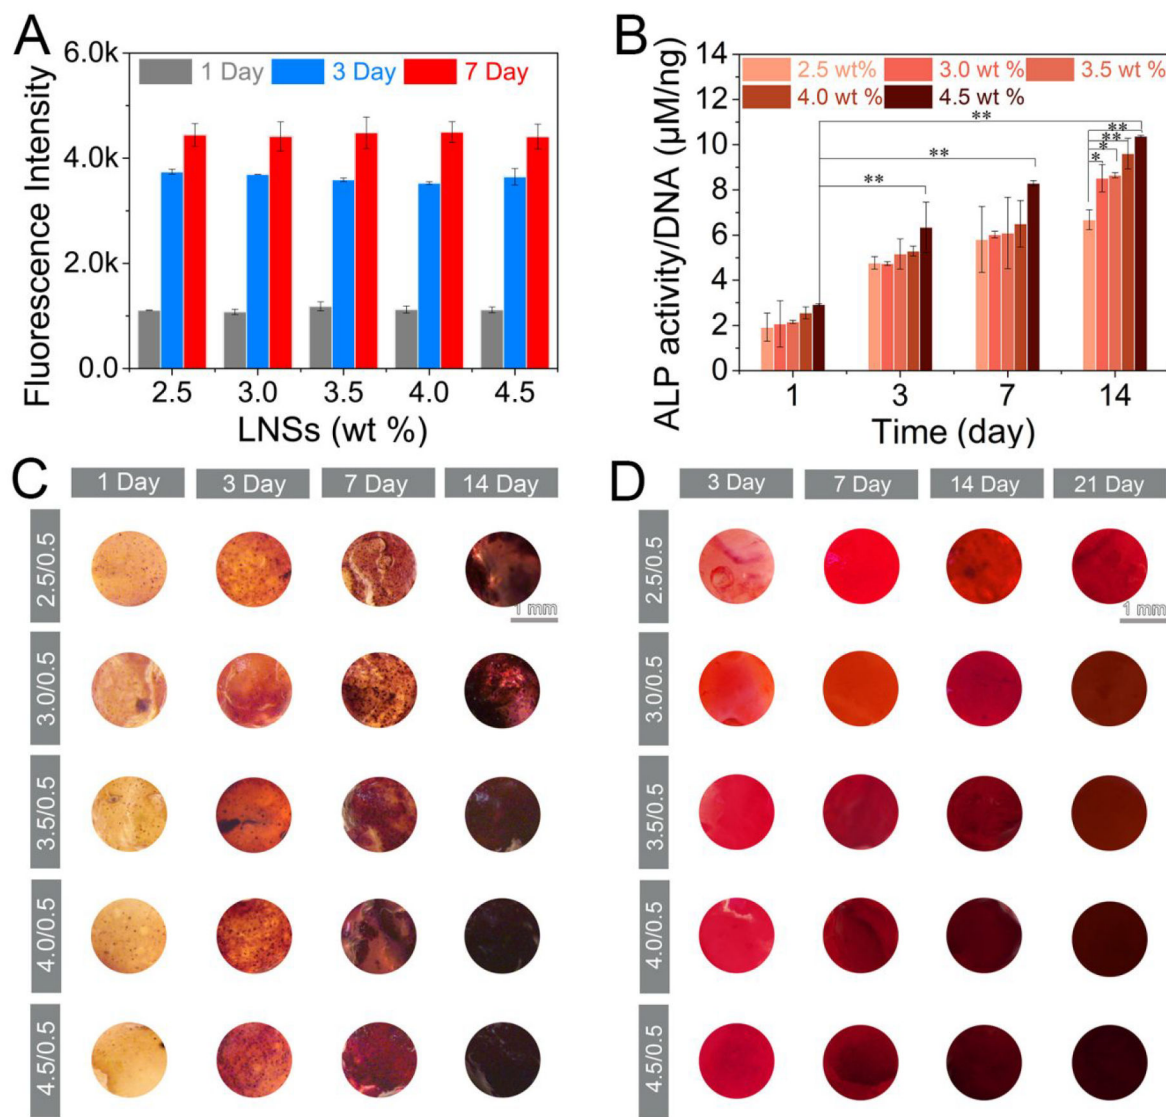 A
6.0k
4.0k
2.0k
0.0
Fluorescence Intensity
1 Day 3 Day 7 Day
2.5 3.0 3.5 4.0 4.5
LNSs (wt %)
B
14
12
10
8
6
4
2
0
ALP activity/DNA (µM/ng)
2.5 wt% 3.0 wt % 3.5 wt %
4.0 wt % 4.5 wt %
**
**
**
**
**
*
*
1 3 7 14
Time (day)
C
1 Day 3 Day 7 Day 14 Day
2.5/0.5
1 mm
3.0/0.5
3.5/0.5
4.0/0.5
4.5/0.5
D
3 Day 7 Day 14 Day 21 Day
2.5/0.5
1 mm
3.0/0.5
3.5/0.5
4.0/0.5
4.5/0.5